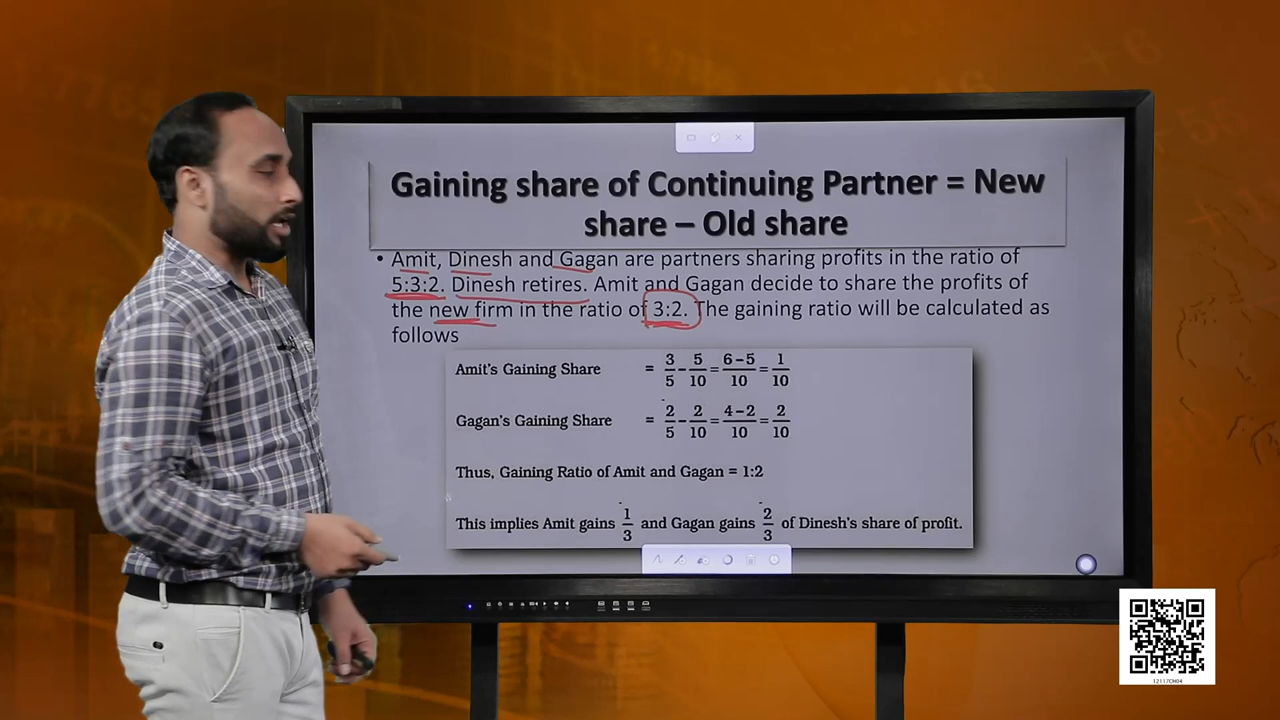 Gaining share of Continuing Partner = New
share – Old share
• Amit, Dinesh and Gagan are partners sharing profits in the ratio of
5:3:2. Dinesh retires. Amit and Gagan decide to share the profits of
the new firm in the ratio of 3:2. The gaining ratio will be calculated as
follows
Amit's Gaining Share = 3/5 - 5/10 = 6–5/10 = 1/10
Gagan's Gaining Share = 2/5 - 2/10 = 4–2/10 = 2/10
Thus, Gaining Ratio of Amit and Gagan = 1:2
This implies Amit gains 1/3 and Gagan gains 2/3 of Dinesh's share of profit.
12117CH04